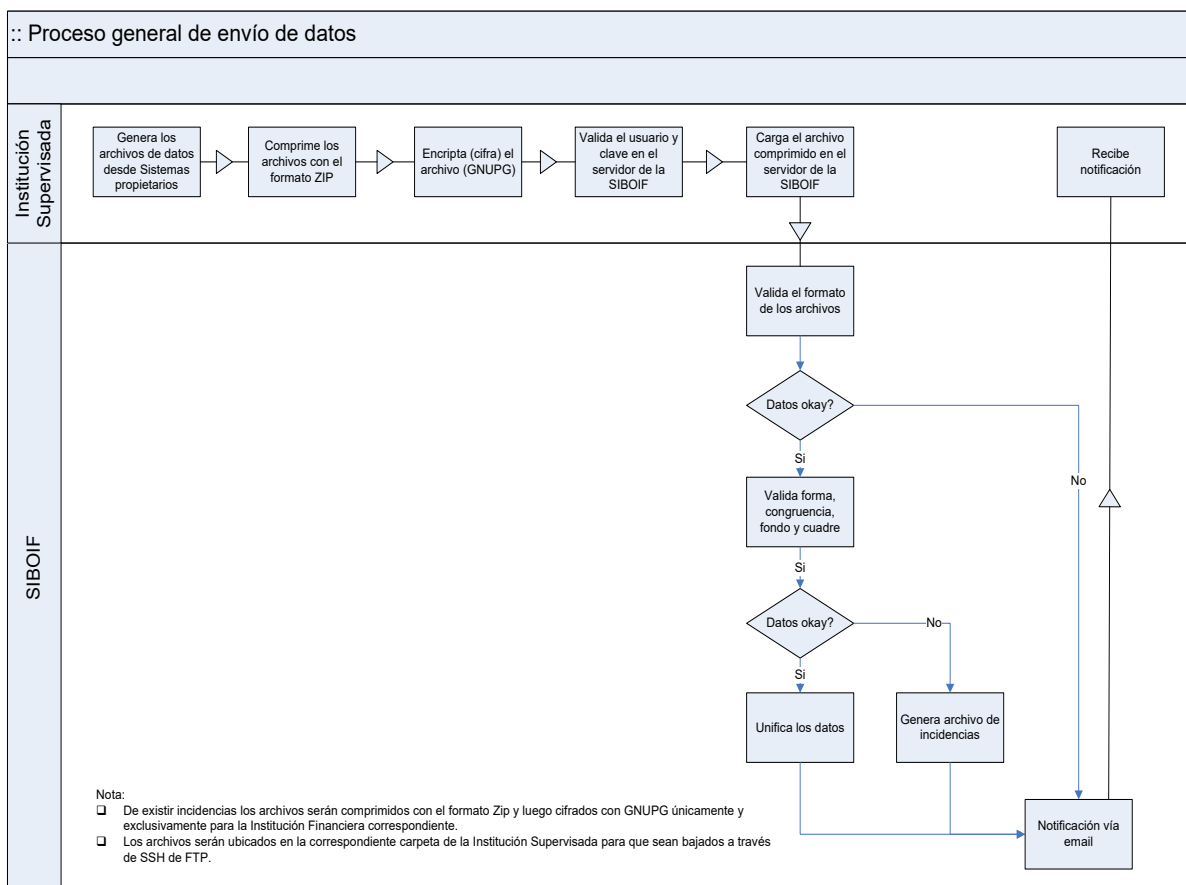 :: Proceso general de envío de datos
Institución
Supervisada
Genera los
archivos de datos
desde Sistemas
propietarios
Comprime los
archivos con el
formato ZIP
Encripta (cifra) el
archivo (GNUPG)
Valida el usuario y
clave en el
servidor de la
SIBOIF
Carga el archivo
comprimido en el
servidor de la
SIBOIF
Recibe
notificación
SIBOIF
Valida el formato
de los archivos
Datos okay?
Si
No
Valida forma,
congruencia,
fondo y cuadre
Si
Datos okay?
No
Si
Unifica los datos
Genera archivo de
incidencias
Notificación vía
email
Nota:
De existir incidencias los archivos serán comprimidos con el formato Zip y luego cifrados con GNUPG únicamente y
exclusivamente para la Institución Financiera correspondiente.
Los archivos serán ubicados en la correspondiente carpeta de la Institución Supervisada para que sean bajados a través
de SSH de FTP.